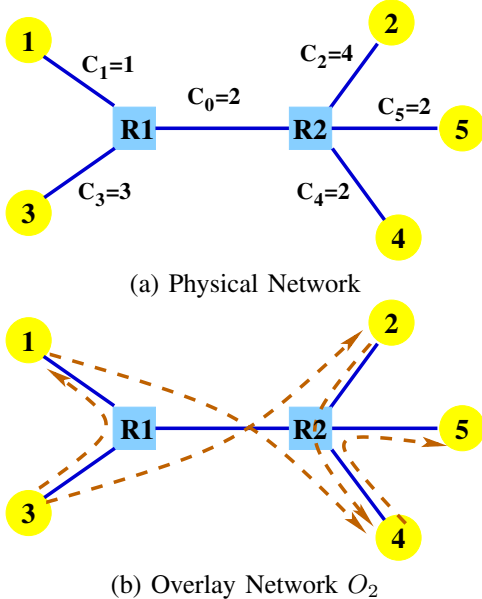 1
2
C₁=1
C₂=4
C₀=2
C₅=2
R1
R2
5
C₃=3
C₄=2
3
4
(a) Physical Network
1
2
R1
R2
5
3
4
(b) Overlay Network O₂